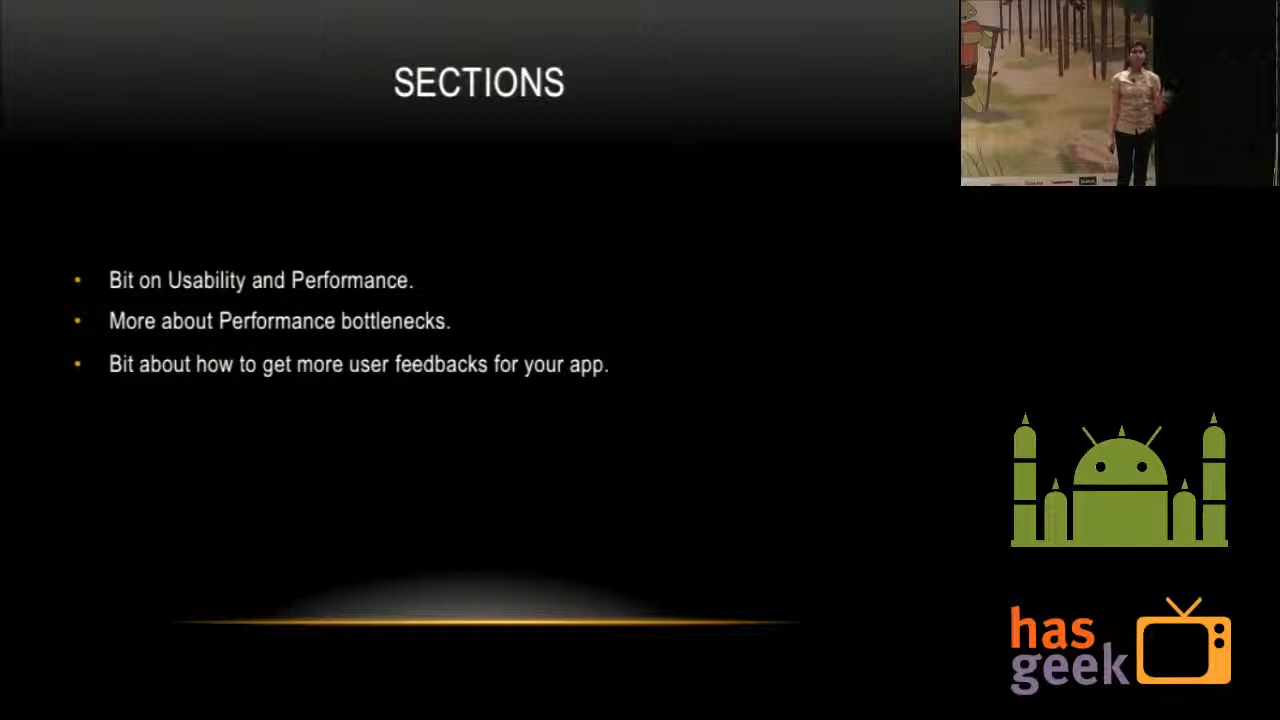 SECTIONS
• Bit on Usability and Performance.
• More about Performance bottlenecks.
• Bit about how to get more user feedbacks for your app.
has
geek